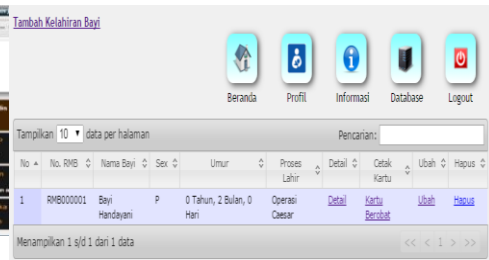 Tambah Kelahiran Bayi
Beranda Profil Informasi Database Logout
Tampilkan 10 data per halaman Pencarian:
No No. RMB Nama Bayi Sex Umur Proses Lahir Detail Cetak Kartu Ubah Hapus
1 RMB000001 Bayi Handayani P 0 Tahun, 2 Bulan, 0 Hari Operasi Caesar Detail Kartu Berobat Ubah Hapus
Menampilkan 1 s/d 1 dari 1 data << < 1 > >>